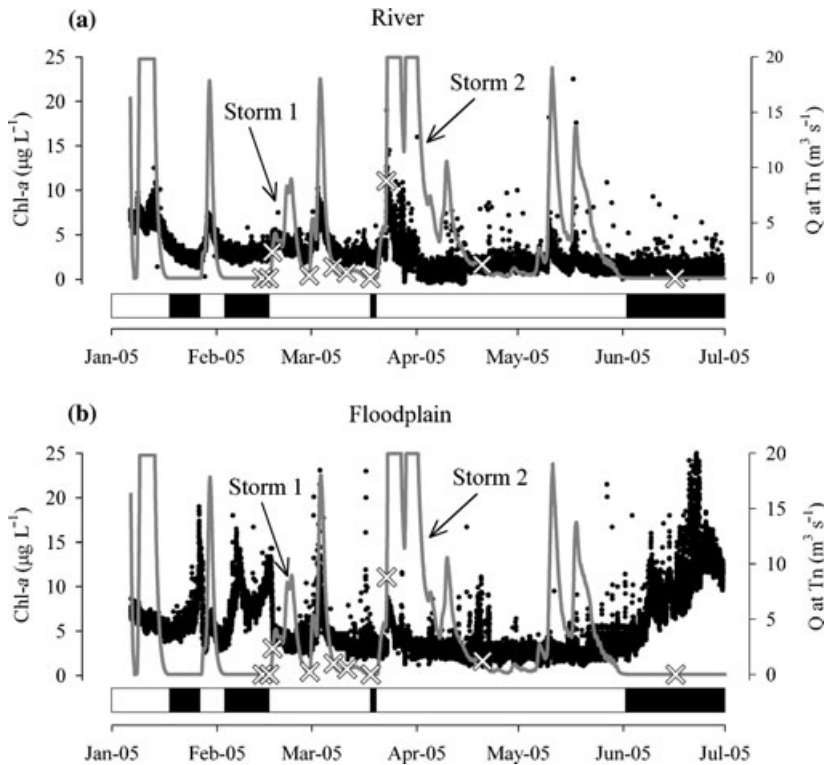 (a) River
25
20
15
10
5
0
Chl-a (μg L⁻¹)
Storm 1
Storm 2
20
15
10
5
0
Q at Tn (m³ s⁻¹)
Jan-05 Feb-05 Mar-05 Apr-05 May-05 Jun-05 Jul-05
(b) Floodplain
25
20
15
10
5
0
Chl-a (μg L⁻¹)
Storm 1
Storm 2
20
15
10
5
0
Q at Tn (m³ s⁻¹)
Jan-05 Feb-05 Mar-05 Apr-05 May-05 Jun-05 Jul-05